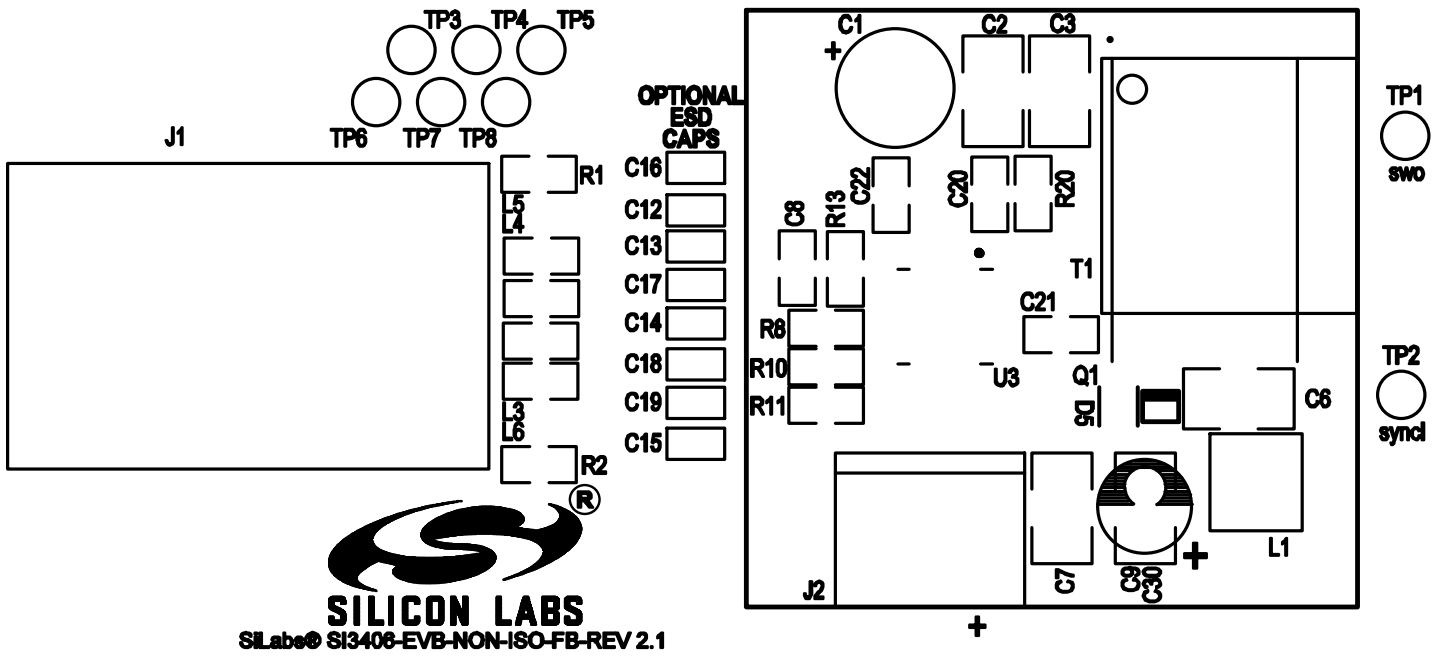 TP3 TP4 TP5
TP6 TP7 TP8
J1
R1
L5
L4
L3
L6
R2
OPTIONAL
ESD
CAPS
C16
C12
C13
C17
C14
C18
C19
C15
®
SILICON LABS
SiLabs® SI3406-EVB-NON-ISO-FB-REV 2.1
C1 C2 C3
+
C22 C20 R20
C8 R13
T1
C21
R8
R10
R11
U3
Q1
D5
C6
L1
J2
C7
C9
C30
+
+
TP1
swo
TP2
syncl